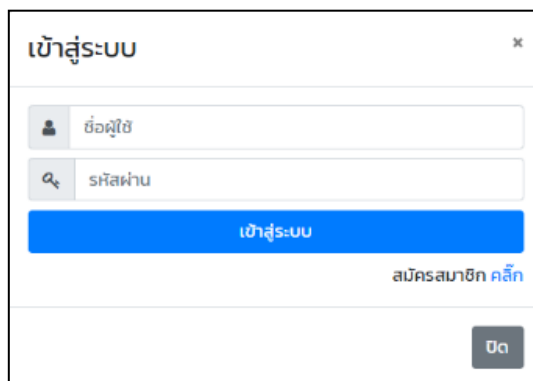 เข้าสู่ระบบ ×
ชื่อผู้ใช้
รหัสผ่าน
เข้าสู่ระบบ
สมัครสมาชิก คลิ๊ก
ปิด